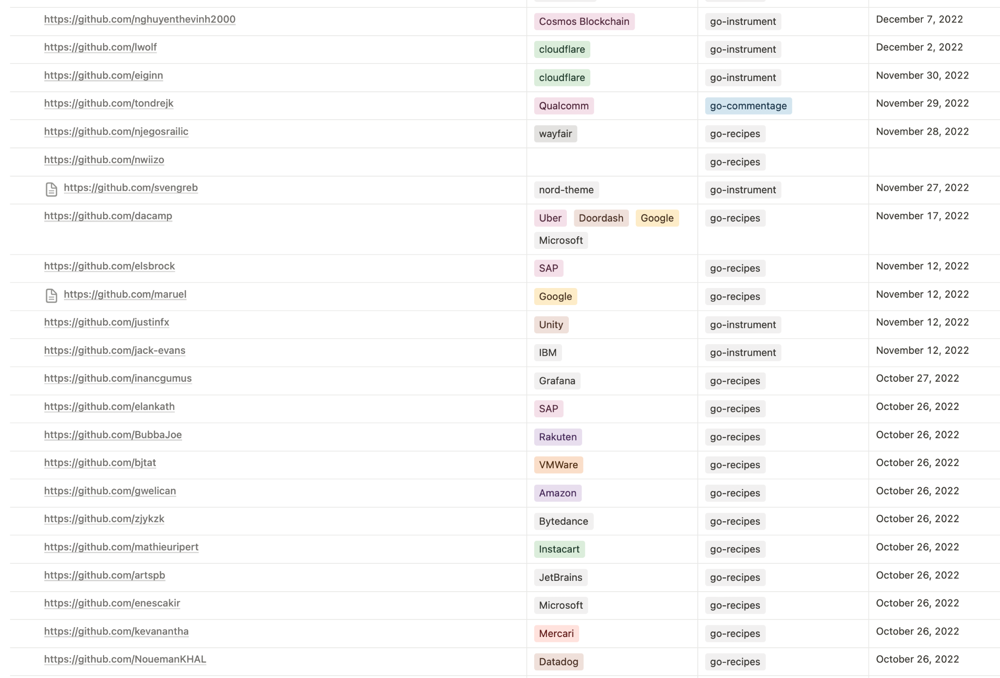 https://github.com/nghuyenthevinh2000 Cosmos Blockchain go-instrument December 7, 2022
https://github.com/lwolf cloudflare go-instrument December 2, 2022
https://github.com/eiginn cloudflare go-instrument November 30, 2022
https://github.com/tondrejk Qualcomm go-commentage November 29, 2022
https://github.com/njegosrailic wayfair go-recipes November 28, 2022
https://github.com/nwiizo go-recipes
https://github.com/svengreb nord-theme go-instrument November 27, 2022
https://github.com/dacamp Uber Doordash Google go-recipes November 17, 2022
Microsoft
https://github.com/elsbrock SAP go-recipes November 12, 2022
https://github.com/maruel Google go-recipes November 12, 2022
https://github.com/justinfx Unity go-instrument November 12, 2022
https://github.com/jack-evans IBM go-instrument November 12, 2022
https://github.com/inancgumus Grafana go-recipes October 27, 2022
https://github.com/elankath SAP go-recipes October 26, 2022
https://github.com/BubbaJoe Rakuten go-recipes October 26, 2022
https://github.com/bjtat VMWare go-recipes October 26, 2022
https://github.com/gwelican Amazon go-recipes October 26, 2022
https://github.com/zjykzk Bytedance go-recipes October 26, 2022
https://github.com/mathieuripert Instacart go-recipes October 26, 2022
https://github.com/artspb JetBrains go-recipes October 26, 2022
https://github.com/enescakir Microsoft go-recipes October 26, 2022
https://github.com/kevanantha Mercari go-recipes October 26, 2022
https://github.com/NouemanKHAL Datadog go-recipes October 26, 2022